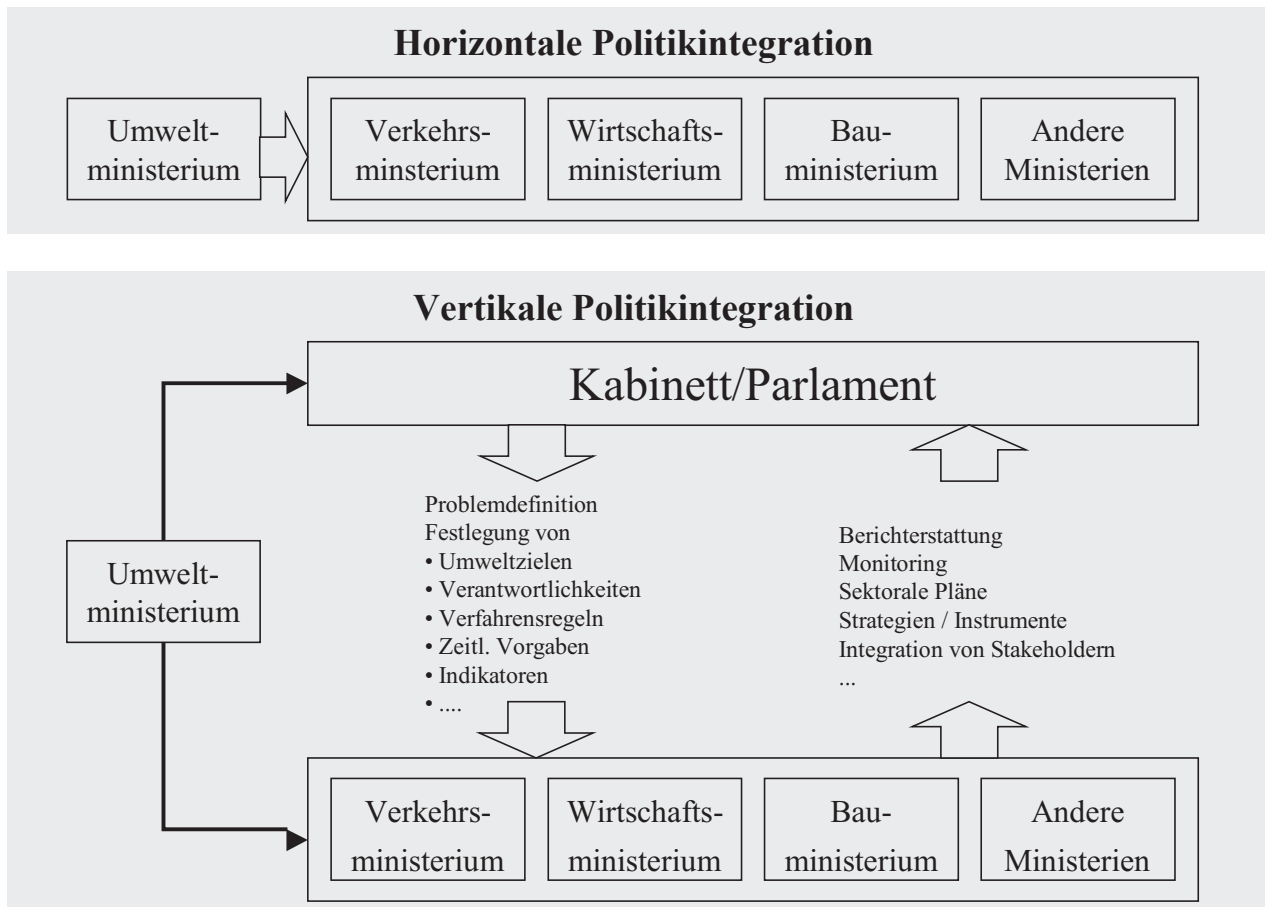 Horizontale Politikintegration
Umwelt-
ministerium
Verkehrs-
minsterium
Wirtschafts-
ministerium
Bau-
ministerium
Andere
Ministerien
Vertikale Politikintegration
Kabinett/Parlament
Umwelt-
ministerium
Problemdefinition
Festlegung von
• Umweltzielen
• Verantwortlichkeiten
• Verfahrensregeln
• Zeitl. Vorgaben
• Indikatoren
• ....
Berichterstattung
Monitoring
Sektorale Pläne
Strategien / Instrumente
Integration von Stakeholdern
...
Verkehrs-
ministerium
Wirtschafts-
ministerium
Bau-
ministerium
Andere
Ministerien